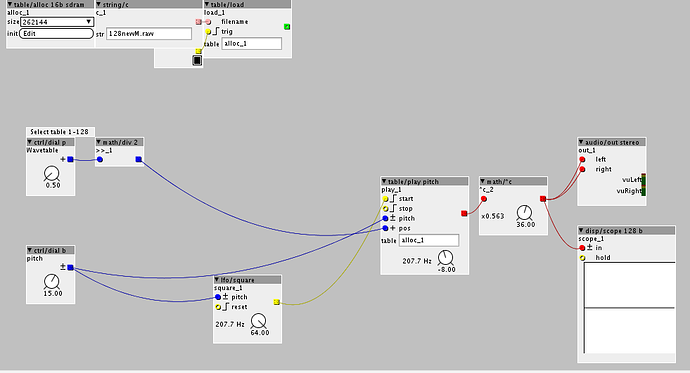 table/alloc 16b sdram
alloc_1
size 262144
init Edit
string/c
c_1
str 128newM.raw
table/load
load_1
filename
trig
table alloc_1
Select table 1-128
ctrl/dial p
Wavetable
+
0.50
math/div 2
>>_1
ctrl/dial b
pitch
±
15.00
lfo/square
square_1
± pitch
reset
207.7 Hz
64.00
table/play pitch
play_1
start
stop
± pitch
+ pos
table alloc_1
207.7 Hz
-8.00
math/*c
*c_2
x0.563
36.00
audio/out stereo
out_1
left
right
vuLeft
vuRight
disp/scope 128 b
scope_1
± in
hold